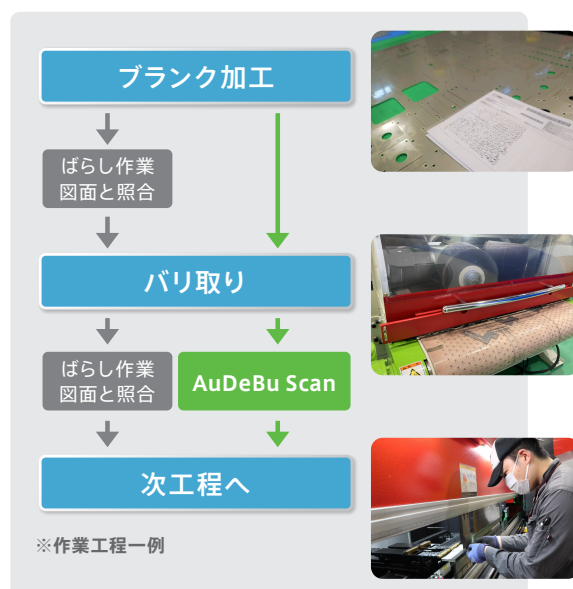 ブランク加工
ばらし作業
図面と照合
バリ取り
ばらし作業
図面と照合
AuDeBu Scan
次工程へ
※作業工程一例